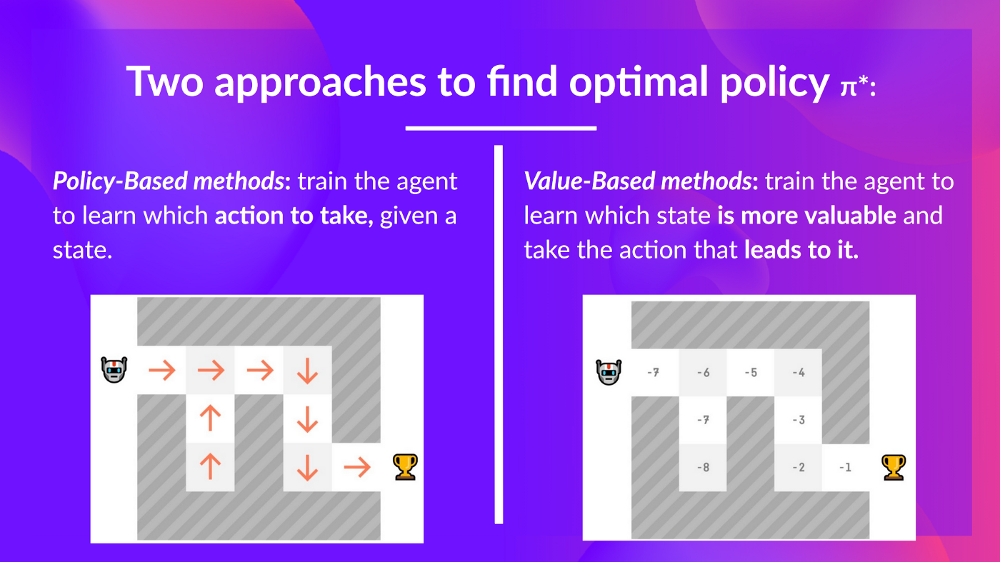 Two approaches to find optimal policy π*:
Policy-Based methods: train the agent
to learn which action to take, given a
state.
Value-Based methods: train the agent to
learn which state is more valuable and
take the action that leads to it.
-7 -6 -5 -4
-7 -3
-8 -2 -1